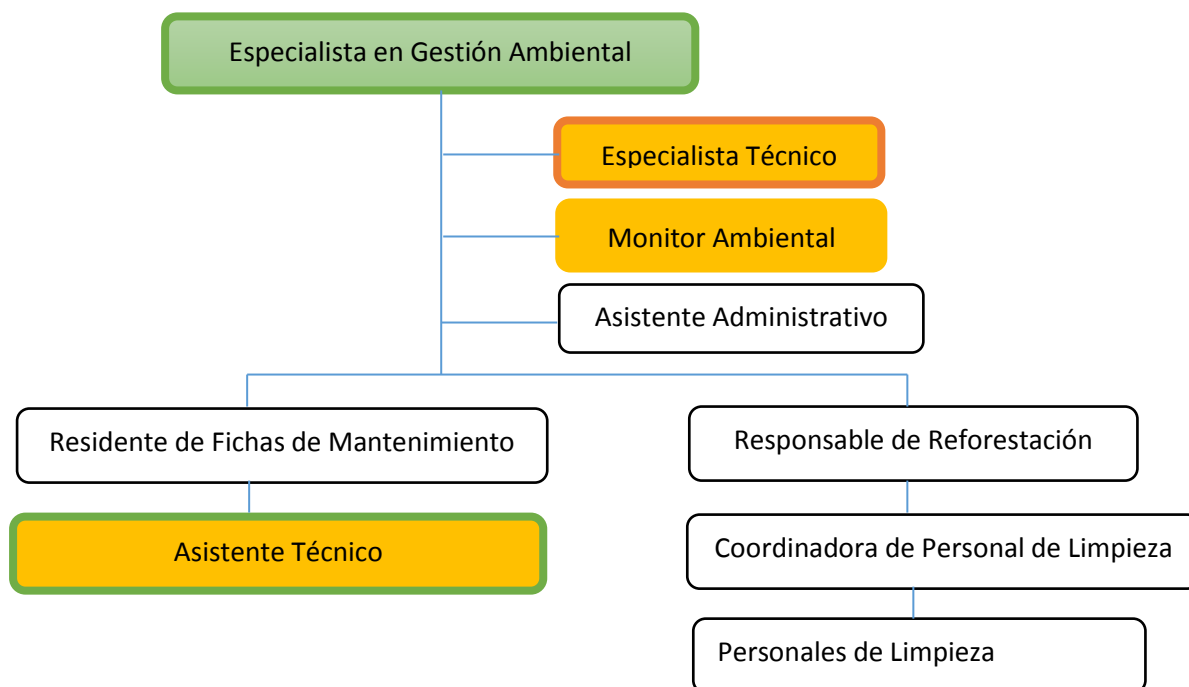 Especialista en Gestión Ambiental
Especialista Técnico
Monitor Ambiental
Asistente Administrativo
Residente de Fichas de Mantenimiento
Responsable de Reforestación
Asistente Técnico
Coordinadora de Personal de Limpieza
Personales de Limpieza